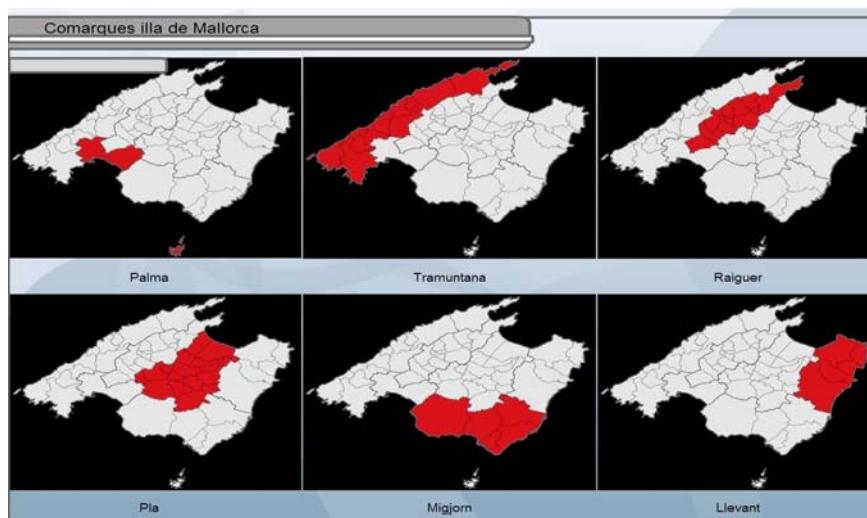 Comarques illa de Mallorca
Palma
Tramuntana
Raiguer
Pla
Migjorn
Llevant